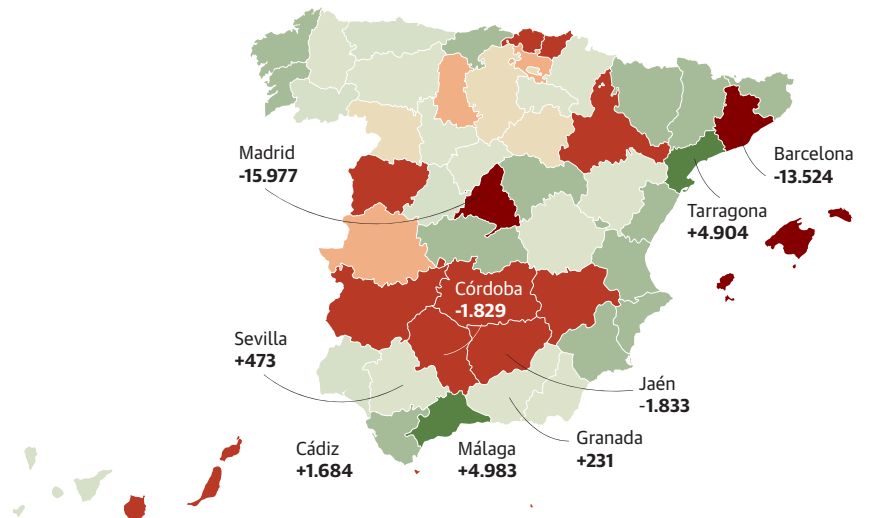 Madrid
-15.977
Barcelona
-13.524
Tarragona
+4.904
Córdoba
-1.829
Sevilla
+473
Jaén
-1.833
Granada
+231
Cádiz
+1.684
Málaga
+4.983